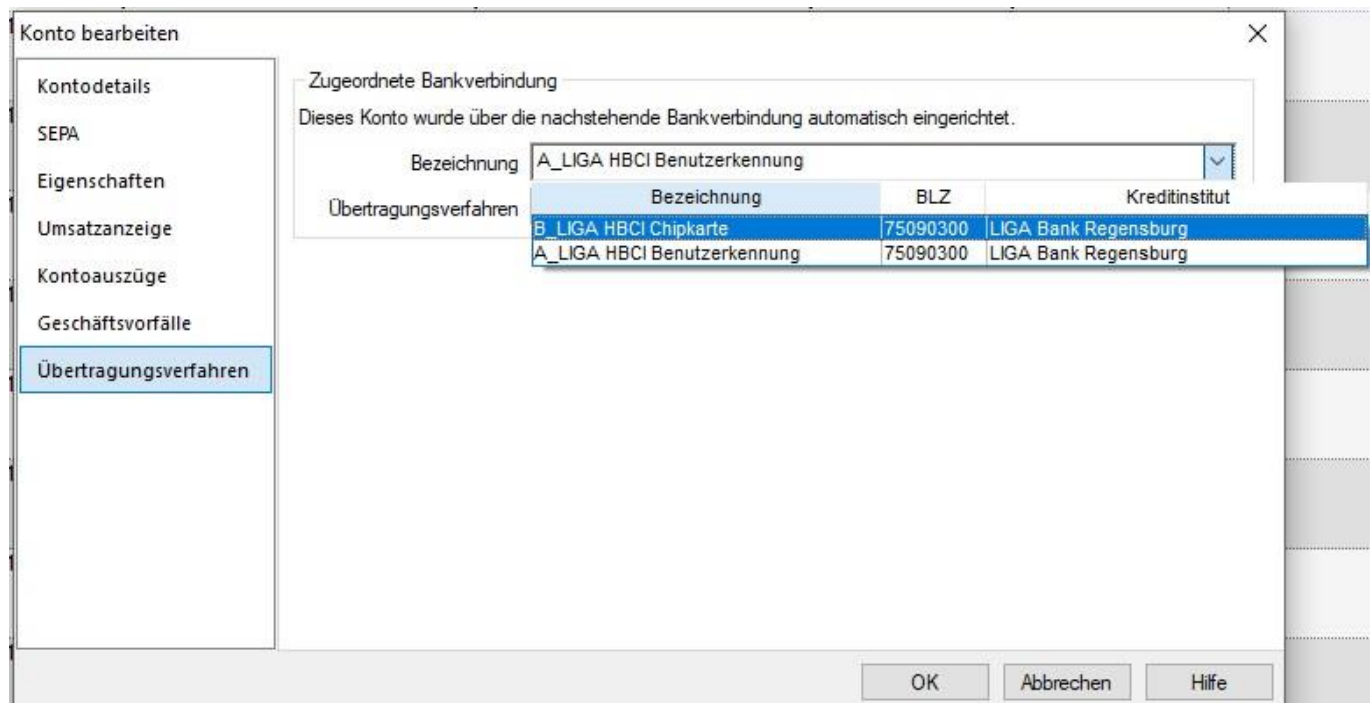 Konto bearbeiten
Kontodetails
SEPA
Eigenschaften
Umsatzanzeige
Kontoauszüge
Geschäftsvorfälle
Übertragungsverfahren
Zugeordnete Bankverbindung
Dieses Konto wurde über die nachstehende Bankverbindung automatisch eingerichtet.
Bezeichnung A_LIGA HBCI Benutzerkennung
Übertragungsverfahren
Bezeichnung BLZ Kreditinstitut
B_LIGA HBCI Chipkarte 75090300 LIGA Bank Regensburg
A_LIGA HBCI Benutzerkennung 75090300 LIGA Bank Regensburg
OK Abbrechen Hilfe